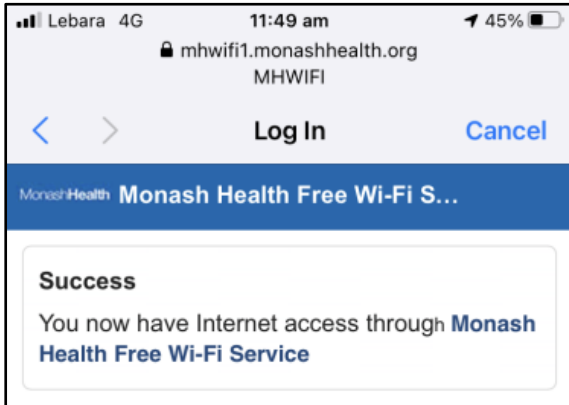 Lebara 4G 11:49 am 45%
mhwifi1.monashhealth.org
MHWIFI
Log In Cancel
MonashHealth Monash Health Free Wi-Fi S...
Success
You now have Internet access through Monash
Health Free Wi-Fi Service